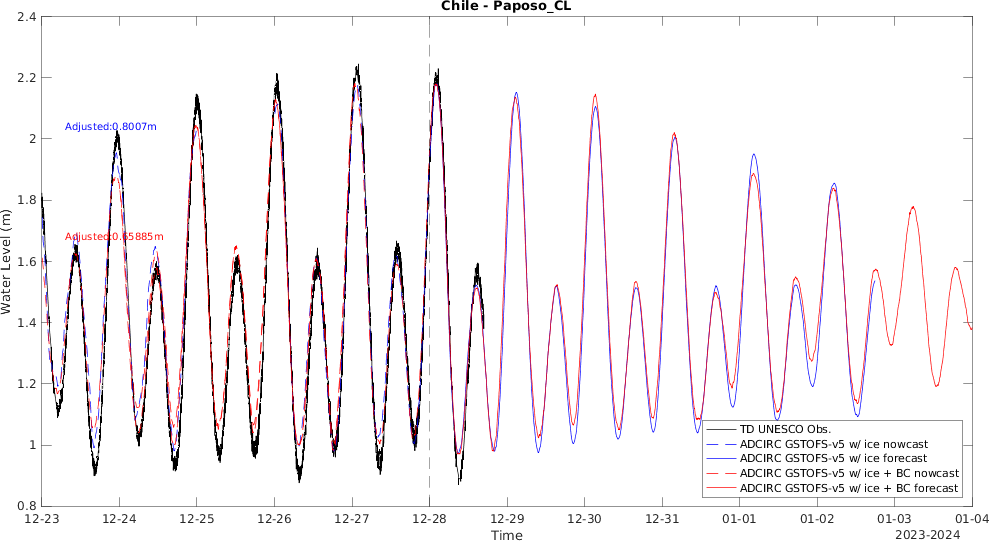 Chile - Paposo_CL
Water Level (m)
2.4
2.2
2
1.8
1.6
1.4
1.2
1
0.8
Adjusted:0.8007m
Adjusted:0.65885m
TD UNESCO Obs.
ADCIRC GSTOFS-v5 w/ ice nowcast
ADCIRC GSTOFS-v5 w/ ice forecast
ADCIRC GSTOFS-v5 w/ ice + BC nowcast
ADCIRC GSTOFS-v5 w/ ice + BC forecast
12-23 12-24 12-25 12-26 12-27 12-28 12-29 12-30 12-31 01-01 01-02 01-03 01-04
Time
2023-2024